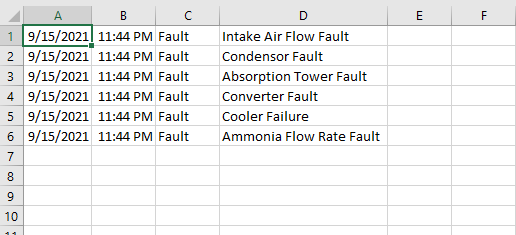 A B C D E F
1 9/15/2021 11:44 PM Fault Intake Air Flow Fault
2 9/15/2021 11:44 PM Fault Condensor Fault
3 9/15/2021 11:44 PM Fault Absorption Tower Fault
4 9/15/2021 11:44 PM Fault Converter Fault
5 9/15/2021 11:44 PM Fault Cooler Failure
6 9/15/2021 11:44 PM Fault Ammonia Flow Rate Fault
7
8
9
10
11